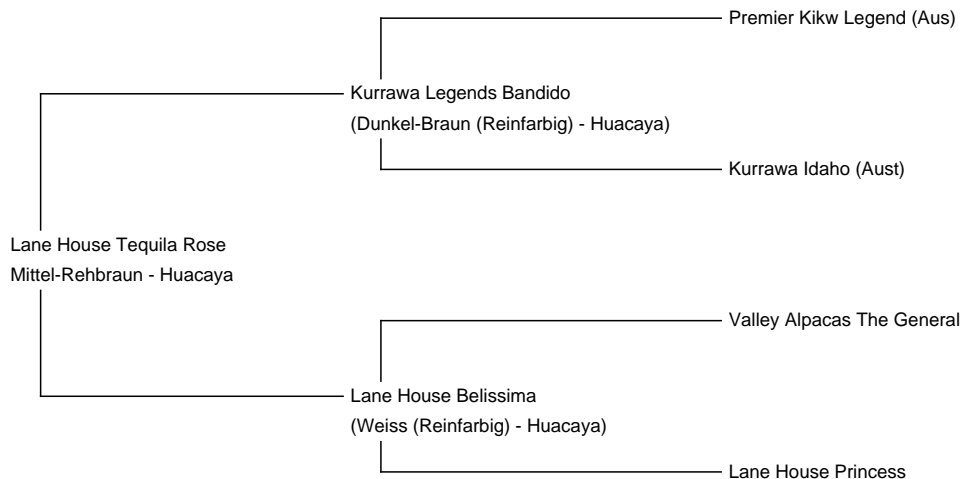 Premier Kikw Legend (Aus)
Kurrawa Legends Bandido
(Dunkel-Braun (Reinfarbig) - Huacaya)
Kurrawa Idaho (Aust)
Lane House Tequila Rose
Mittel-Rehbraun - Huacaya
Valley Alpacas The General
Lane House Belissima
(Weiss (Reinfarbig) - Huacaya)
Lane House Princess